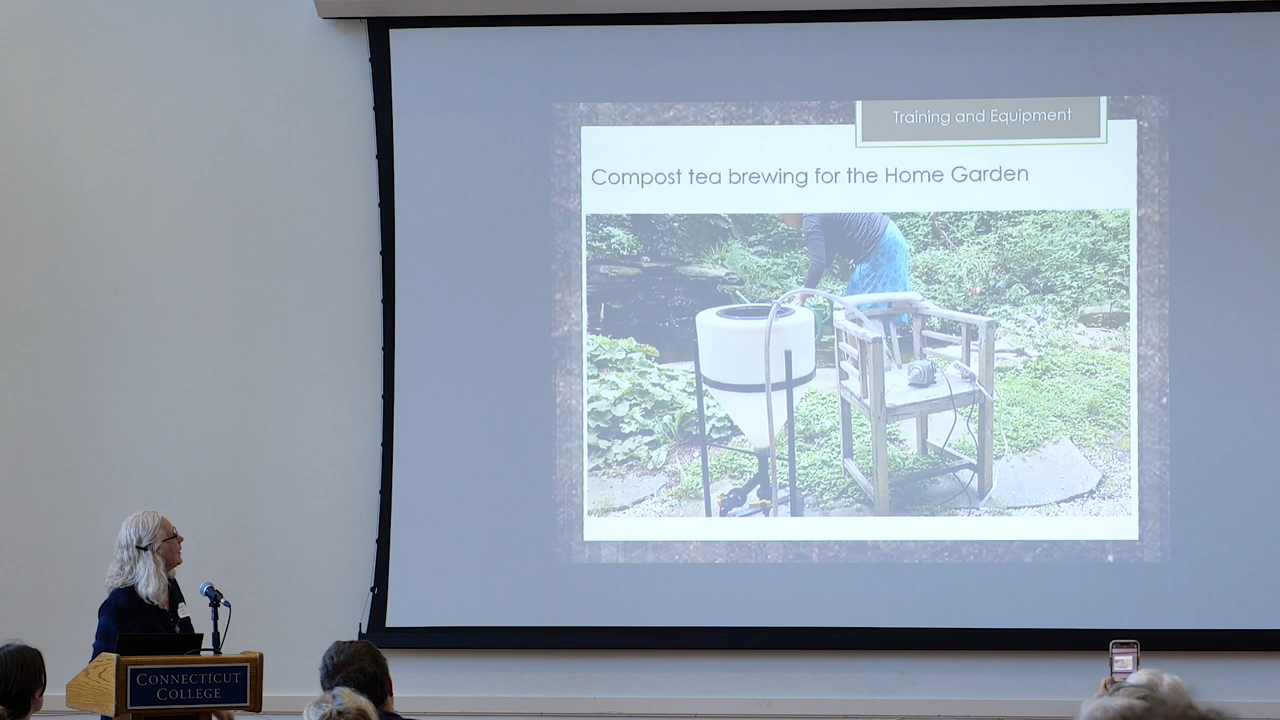 Training and Equipment
Compost tea brewing for the Home Garden
CONNECTICUT
COLLEGE